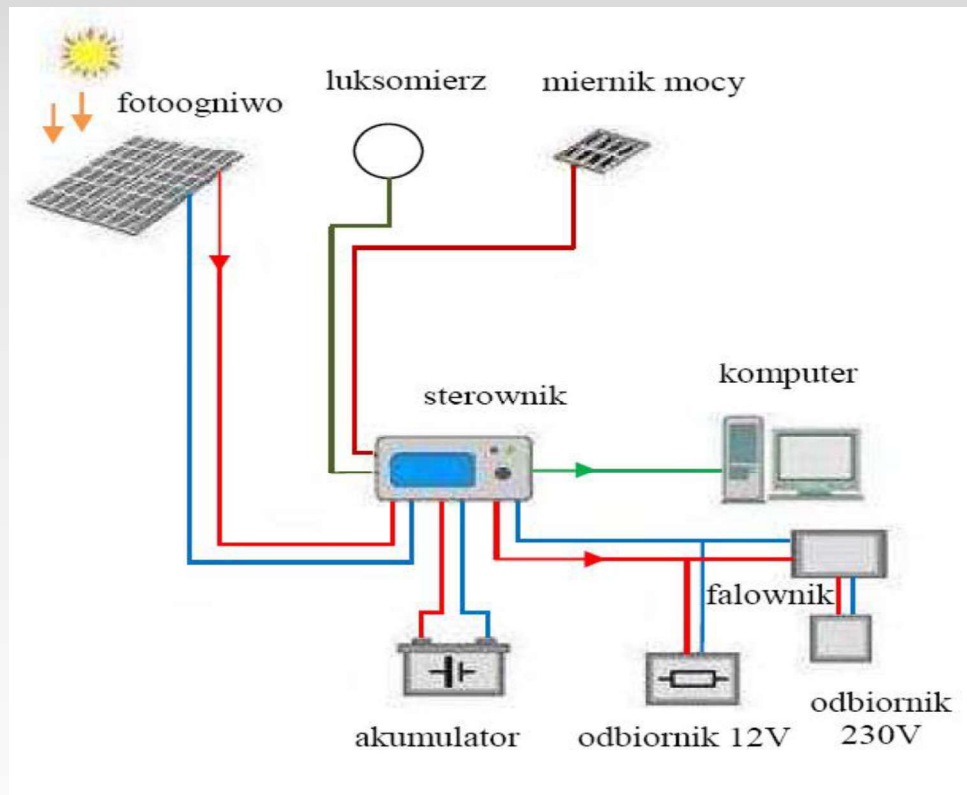 luksomierz
miernik mocy
fotoogniwo
komputer
sterownik
falownik
odbiornik
230V
akumulator
odbiornik 12V